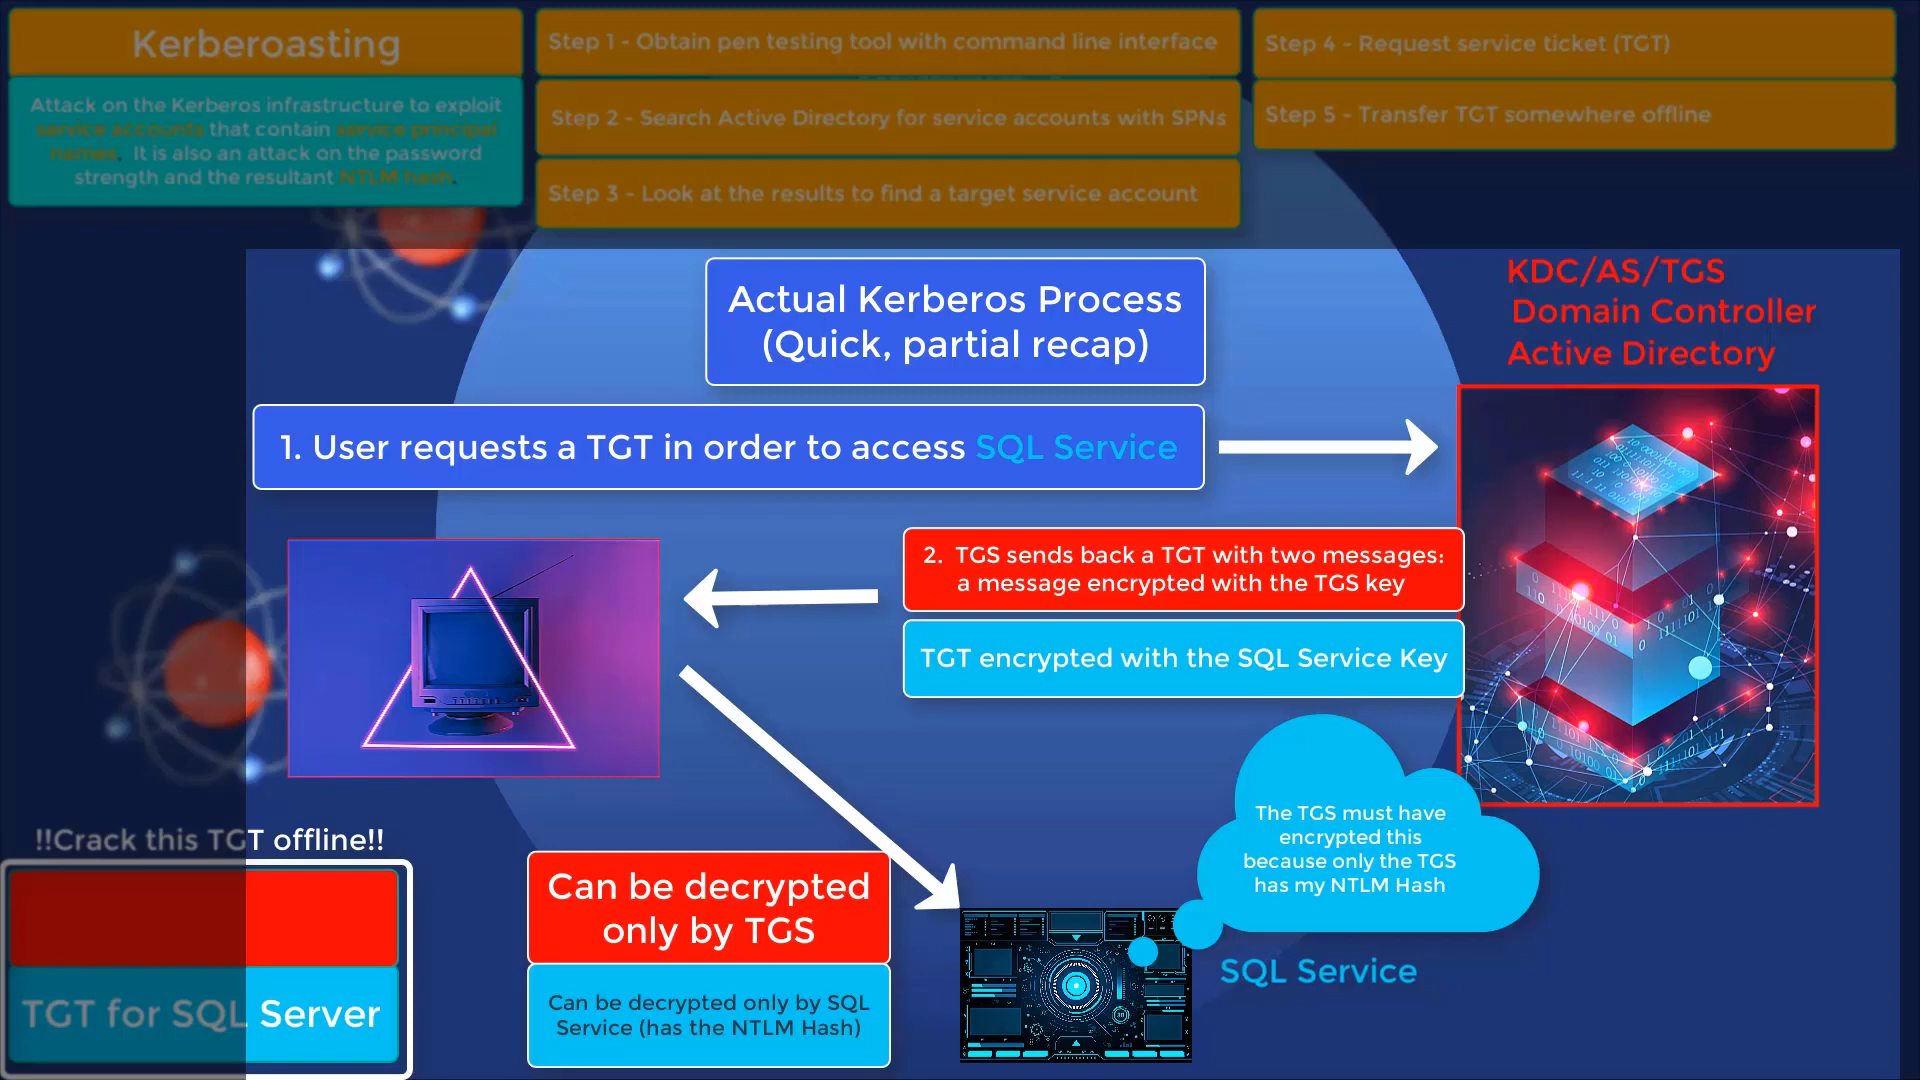 Kerberoasting
Attack on the Kerberos infrastructure to exploit
service accounts that contain service principal
names. It is also an attack on the password
strength and the resultant NTLM hash.
Step 1 - Obtain pen testing tool with command line interface
Step 2 - Search Active Directory for service accounts with SPNs
Step 3 - Look at the results to find a target service account
Step 4 - Request service ticket (TGT)
Step 5 - Transfer TGT somewhere offline
Actual Kerberos Process
(Quick, partial recap)
KDC/AS/TGS
Domain Controller
Active Directory
1. User requests a TGT in order to access SQL Service
2. TGS sends back a TGT with two messages:
a message encrypted with the TGS key
TGT encrypted with the SQL Service Key
The TGS must have
encrypted this
because only the TGS
has my NTLM Hash
SQL Service
!!Crack this TGT offline!!
TGT for SQL Server
Can be decrypted
only by TGS
Can be decrypted only by SQL
Service (has the NTLM Hash)